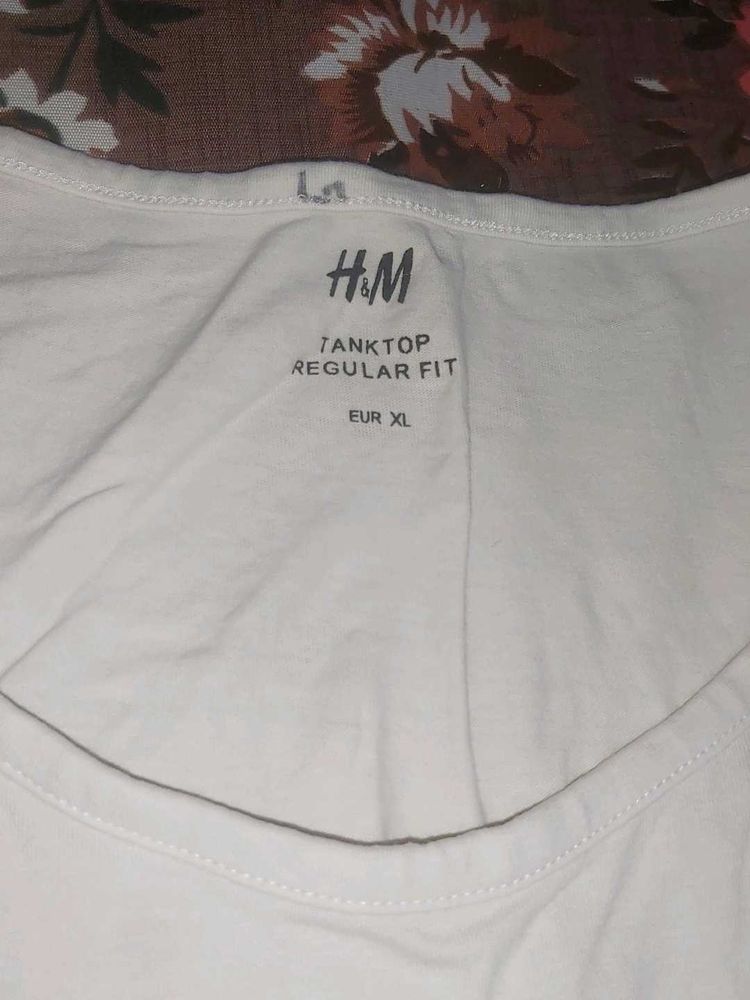 H&M
TANKTOP
REGULAR FIT
EUR XL